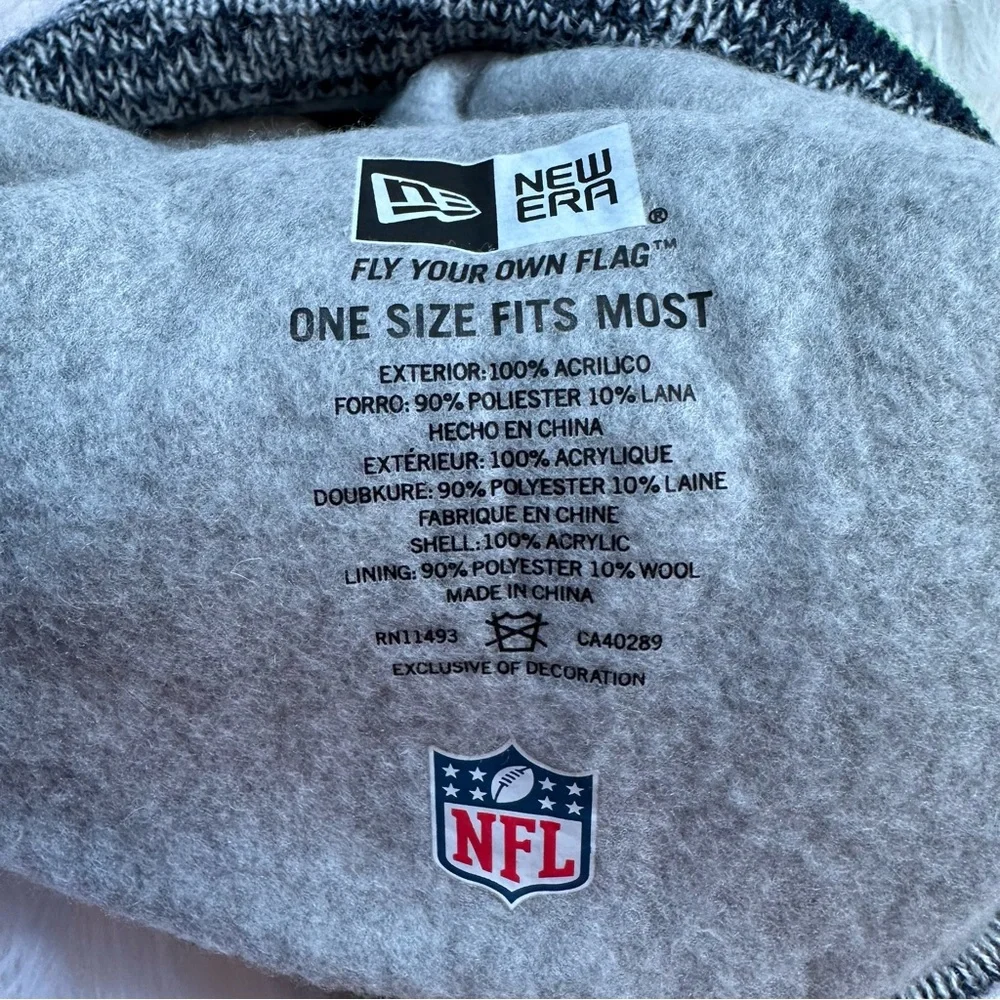 NE NEW
ERA®
FLY YOUR OWN FLAG™
ONE SIZE FITS MOST
EXTERIOR: 100% ACRILICO
FORRO: 90% POLIESTER 10% LANA
HECHO EN CHINA
EXTÉRIEUR: 100% ACRYLIQUE
DOUBKURE: 90% POLYESTER 10% LAINE
FABRIQUE EN CHINE
SHELL: 100% ACRYLIC
LINING: 90% POLYESTER 10% WOOL
MADE IN CHINA
RN11493 CA40289
EXCLUSIVE OF DECORATION
NFL